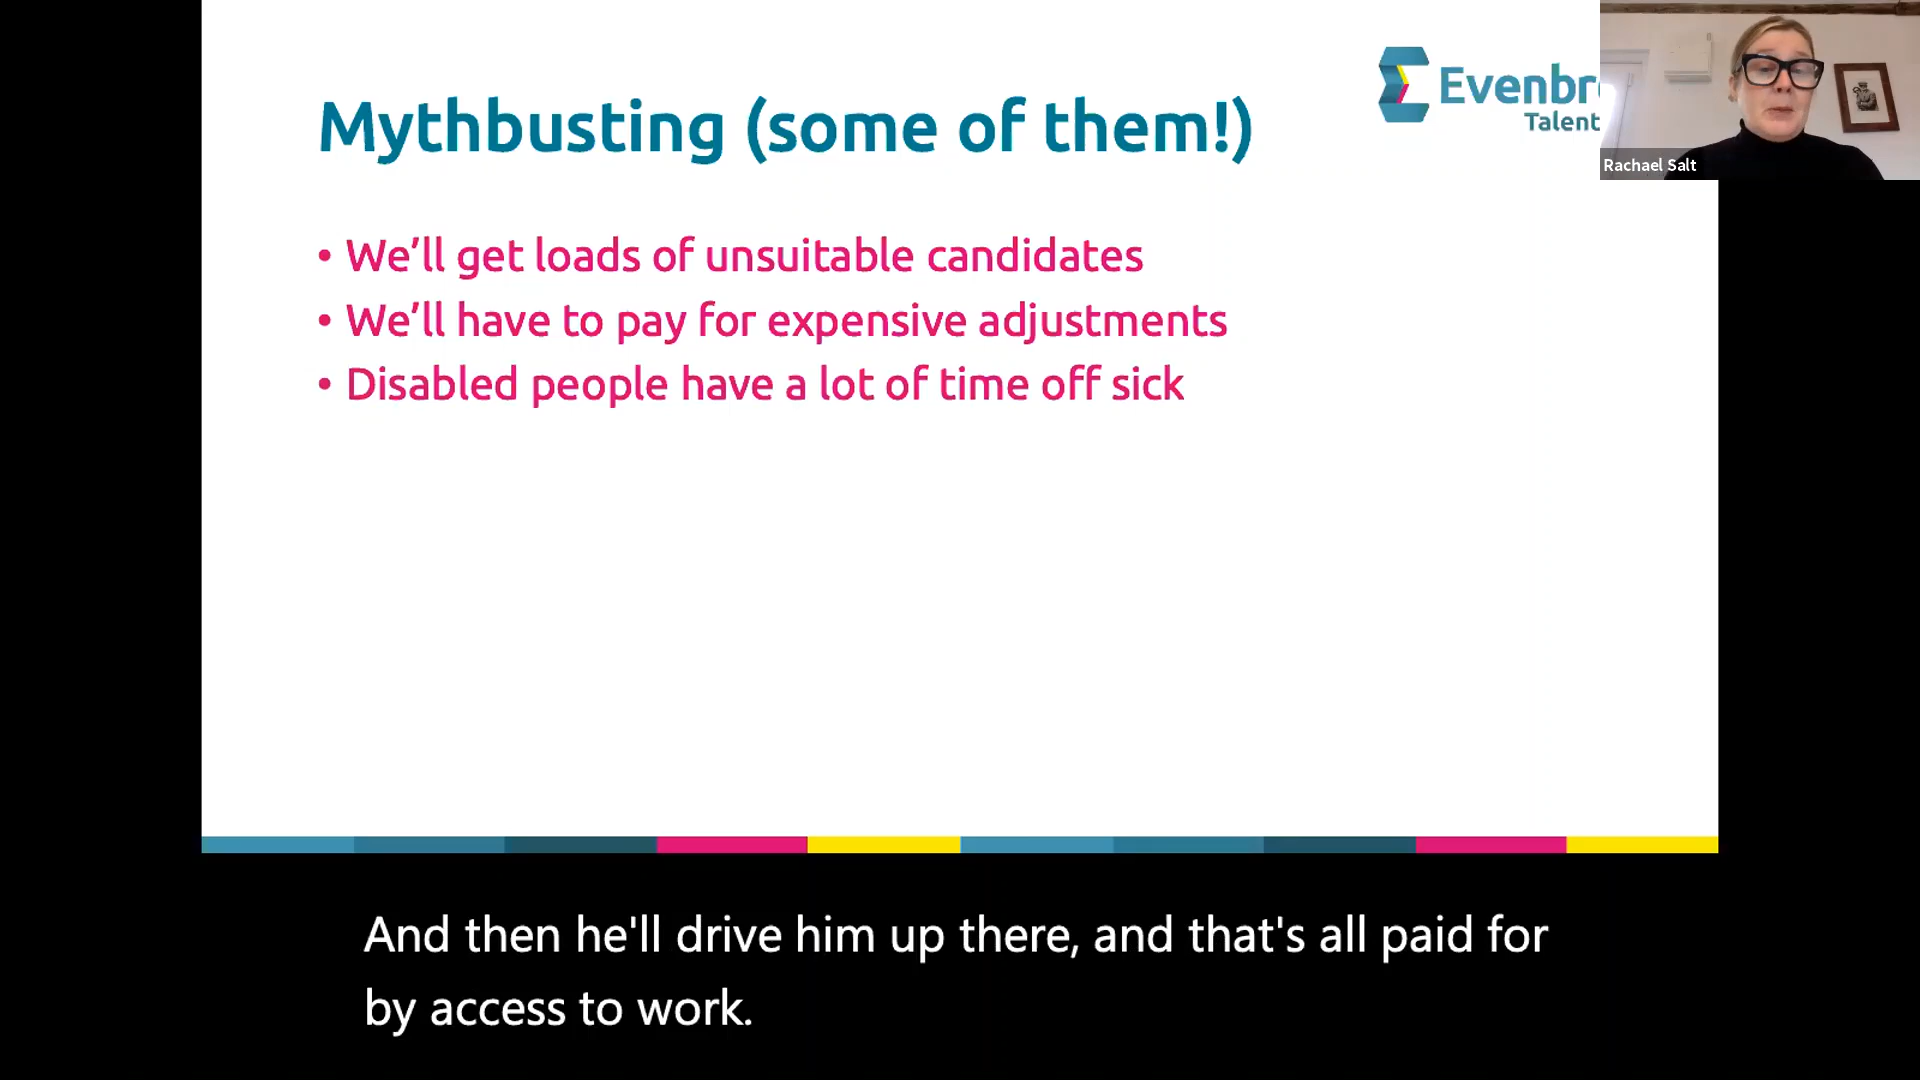 Mythbusting (some of them!)
Evenbr
Talent
Rachael Salt
• We’ll get loads of unsuitable candidates
• We’ll have to pay for expensive adjustments
• Disabled people have a lot of time off sick
And then he'll drive him up there, and that's all paid for
by access to work.